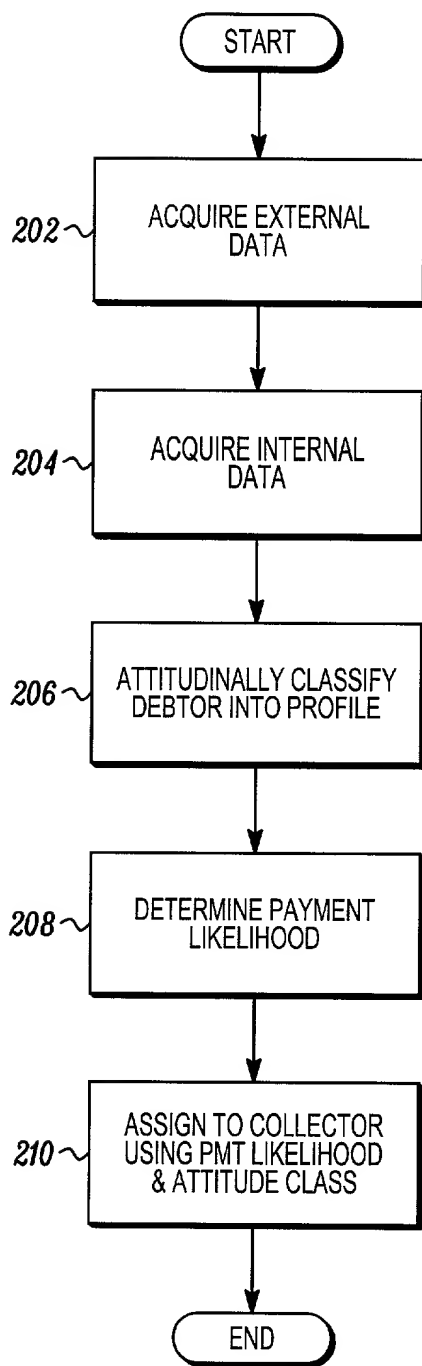 START
202
ACQUIRE EXTERNAL
DATA
204
ACQUIRE INTERNAL
DATA
206
ATTITUDINALLY CLASSIFY
DEBTOR INTO PROFILE
208
DETERMINE PAYMENT
LIKELIHOOD
210
ASSIGN TO COLLECTOR
USING PMT LIKELIHOOD
& ATTITUDE CLASS
END